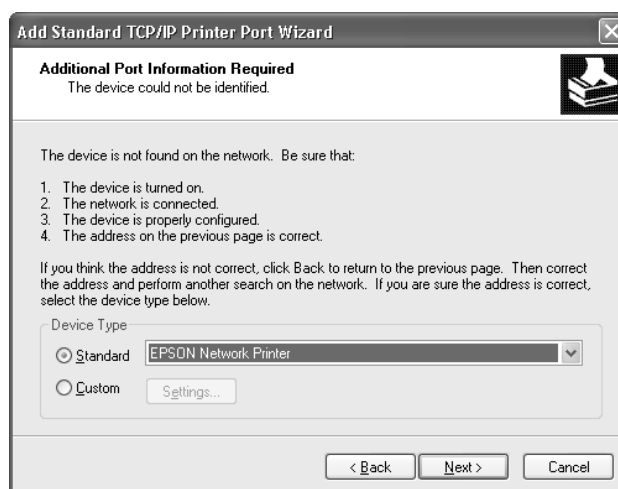 Add Standard TCP/IP Printer Port Wizard
Additional Port Information Required
The device could not be identified.
The device is not found on the network. Be sure that:
1. The device is turned on.
2. The network is connected.
3. The device is properly configured.
4. The address on the previous page is correct.
If you think the address is not correct, click Back to return to the previous page. Then correct
the address and perform another search on the network. If you are sure the address is correct,
select the device type below.
Device Type
Standard EPSON Network Printer
Custom Settings...
< Back Next > Cancel